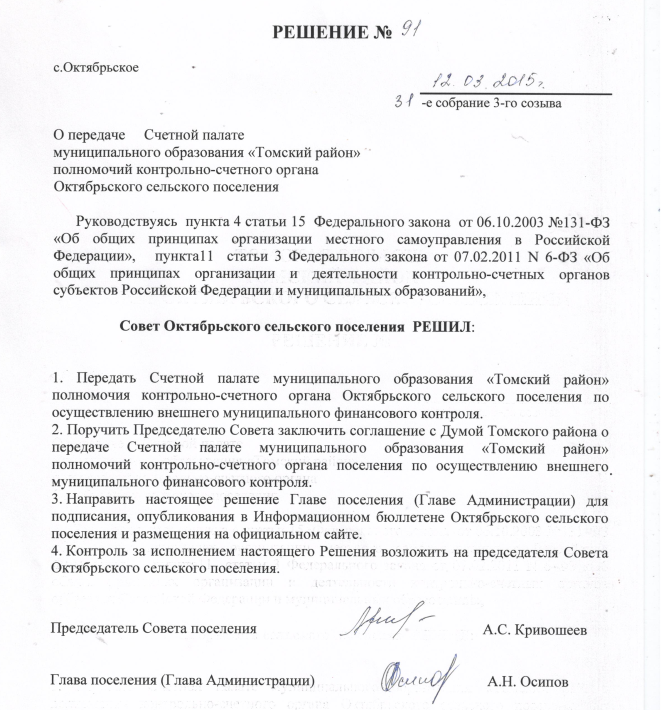 РЕШЕНИЕ № 91
с.Октябрьское
12.03.2015г.
31 -е собрание 3-го созыва
О передаче Счетной палате
муниципального образования «Томский район»
полномочий контрольно-счетного органа
Октябрьского сельского поселения
Руководствуясь пункта 4 статьи 15 Федерального закона от 06.10.2003 №131-ФЗ
«Об общих принципах организации местного самоуправления в Российской
Федерации», пункта11 статьи 3 Федерального закона от 07.02.2011 N 6-ФЗ «Об
общих принципах организации и деятельности контрольно-счетных органов
субъектов Российской Федерации и муниципальных образований»,
Совет Октябрьского сельского поселения РЕШИЛ:
1. Передать Счетной палате муниципального образования «Томский район»
полномочия контрольно-счетного органа Октябрьского сельского поселения по
осуществлению внешнего муниципального финансового контроля.
2. Поручить Председателю Совета заключить соглашение с Думой Томского района о
передаче Счетной палате муниципального образования «Томский район»
полномочий контрольно-счетного органа поселения по осуществлению внешнего
муниципального финансового контроля.
3. Направить настоящее решение Главе поселения (Главе Администрации) для
подписания, опубликования в Информационном бюллетене Октябрьского сельского
поселения и размещения на официальном сайте.
4. Контроль за исполнением настоящего Решения возложить на председателя Совета
Октябрьского сельского поселения.
Председатель Совета поселения А.С. Кривошеев
Глава поселения (Глава Администрации) Осипов А.Н. Осипов